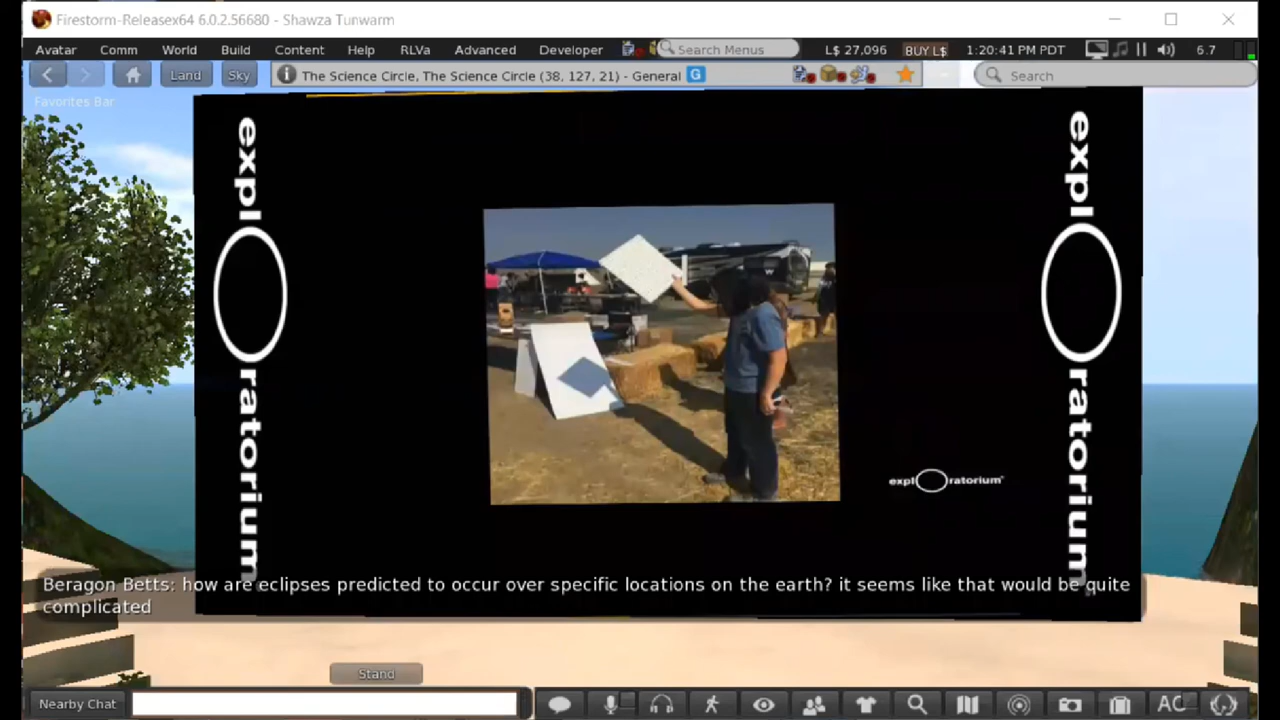 Firestorm-Releasex64 6.0.2.56680 - Shawza Tunwarm
Avatar Comm World Build Content Help RLVa Advanced Developer Search Menus L$ 27,096 BUY L$ 1:20:41 PM PDT 6.7
Land Sky The Science Circle, The Science Circle (38, 127, 21) - General G Search
Favorites Bar
explOratorium
explOratorium
explOratorium
Beragon Betts: how are eclipses predicted to occur over specific locations on the earth? it seems like that would be quite
complicated
Stand
Nearby Chat AC